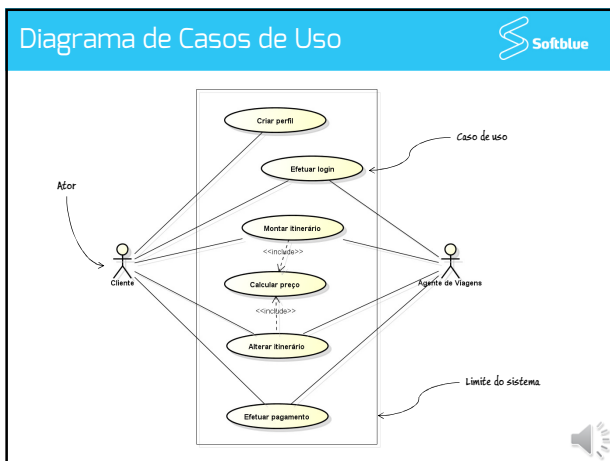 Diagrama de Casos de Uso
Softblue
Criar perfil
Caso de uso
Efetuar login
Ator
Montar itinerário
<<include>>
Cliente
Calcular preço
Agente de Viagens
<<include>>
Alterar itinerário
Limite do sistema
Efetuar pagamento